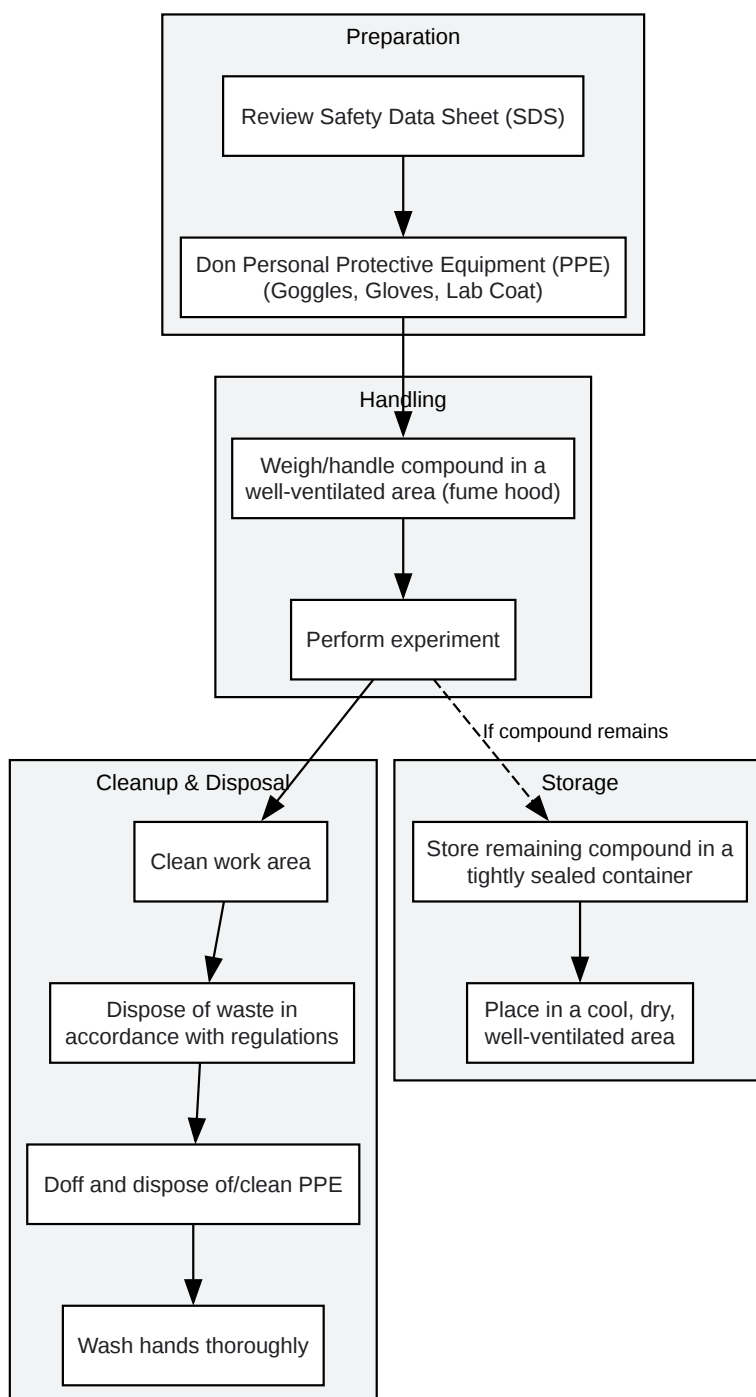 Preparation
Review Safety Data Sheet (SDS)
Don Personal Protective Equipment (PPE)
(Goggles, Gloves, Lab Coat)
Handling
Weigh/handle compound in a
well-ventilated area (fume hood)
Perform experiment
If compound remains
Cleanup & Disposal
Clean work area
Dispose of waste in
accordance with regulations
Doff and dispose of/clean PPE
Wash hands thoroughly
Storage
Store remaining compound in a
tightly sealed container
Place in a cool, dry,
well-ventilated area